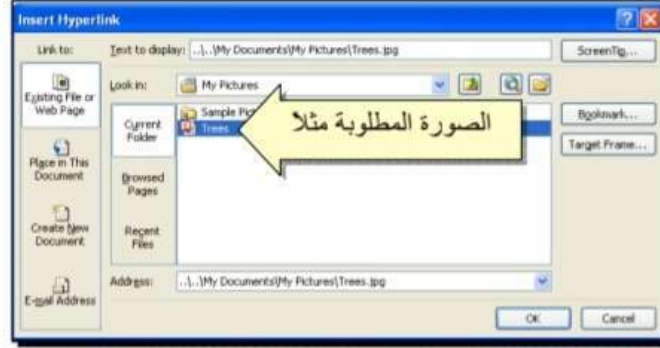 Insert Hyperlink
Link to:
Text to display: ..\..\My Documents\My Pictures\Trees.jpg
ScreenTip...
Existing File or
Web Page
Look in:
My Pictures
Current
Folder
Sample Pic
Trees
الصورة المطلوبة مثلا
Bookmark...
Target Frame...
Place in This
Document
Browsed
Pages
Create New
Document
Recent
Files
E-mail Address
Address: ..\..\My Documents\My Pictures\Trees.jpg
OK
Cancel